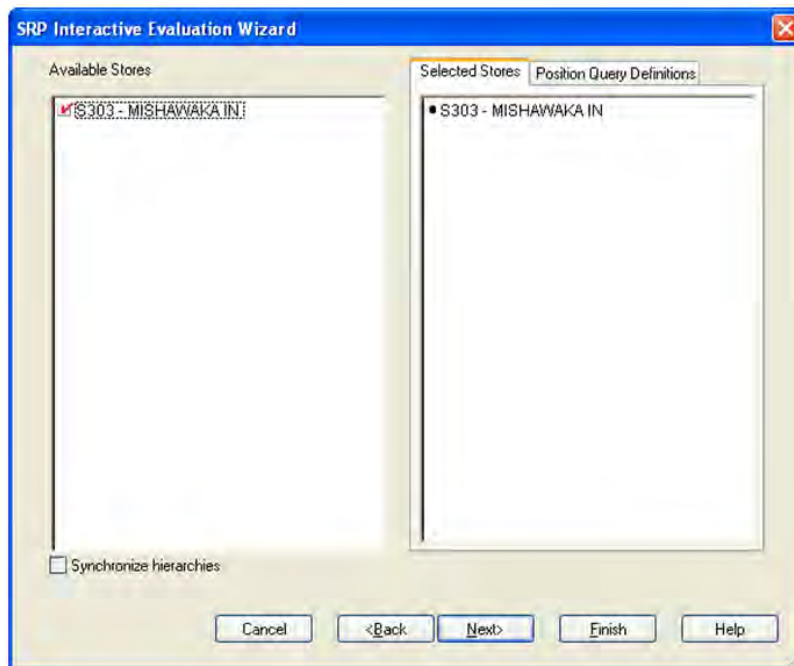 SRP Interactive Evaluation Wizard
Available Stores
Selected Stores
Position Query Definitions
S303 - MISHAWAKA IN
S303 - MISHAWAKA IN
Synchronize hierarchies
Cancel
<Back
Next>
Finish
Help